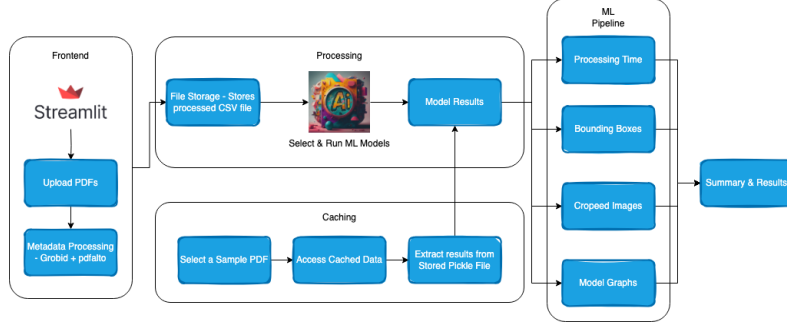 Frontend
Streamlit
Upload PDFs
Metadata Processing
- Grobid + pdfalto
Processing
File Storage - Stores
processed CSV file
Ai
Select & Run ML Models
Model Results
Caching
Select a Sample PDF
Access Cached Data
Extract results from
Stored Pickle File
ML
Pipeline
Processing Time
Bounding Boxes
Cropeed Images
Model Graphs
Summary & Results